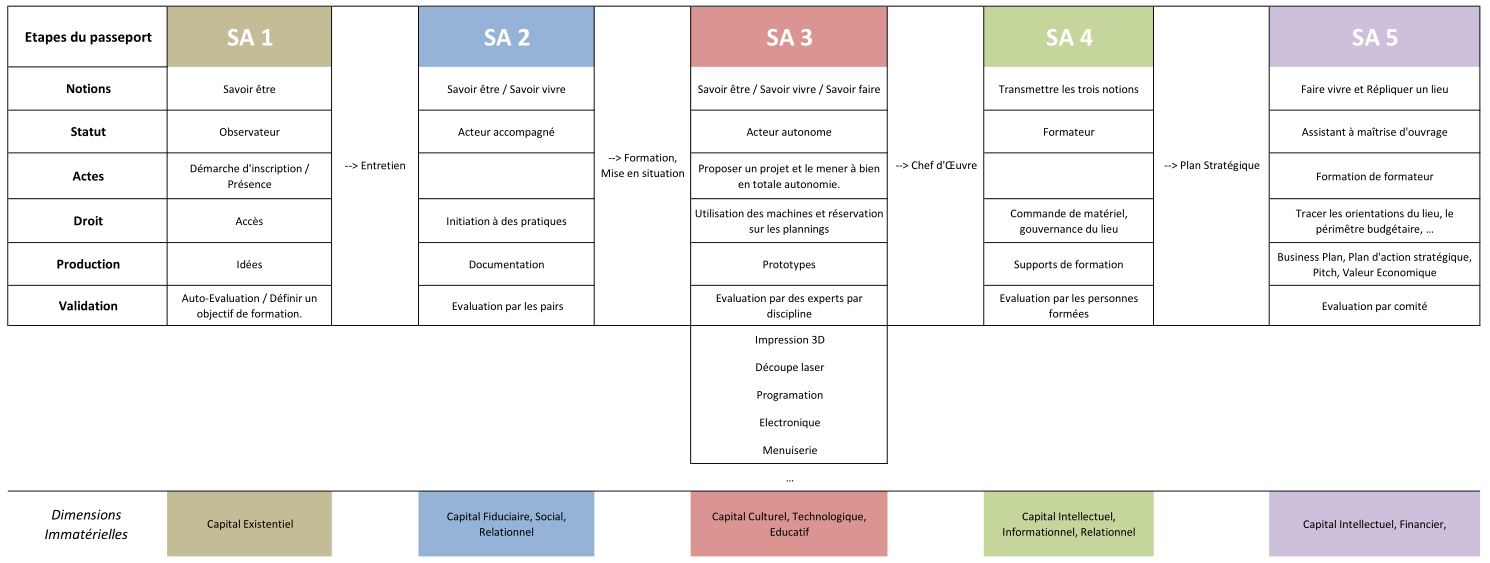 Etapes du passeport
SA 1
SA 2
SA 3
SA 4
SA 5
Notions
Savoir être
Savoir être / Savoir vivre
Savoir être / Savoir vivre / Savoir faire
Transmettre les trois notions
Faire vivre et Répliquer un lieu
Statut
Observateur
Acteur accompagné
Acteur autonome
Formateur
Assistant à maîtrise d'ouvrage
--> Entretien
--> Formation,
Mise en situation
--> Chef d'Œuvre
--> Plan Stratégique
Actes
Démarche d'inscription /
Présence
Proposer un projet et le mener à bien
en totale autonomie.
Formation de formateur
Droit
Accès
Initiation à des pratiques
Utilisation des machines et réservation
sur les plannings
Commande de matériel,
gouvernance du lieu
Tracer les orientations du lieu, le
périmêtre budgétaire, ...
Production
Idées
Documentation
Prototypes
Supports de formation
Business Plan, Plan d'action stratégique,
Pitch, Valeur Economique
Validation
Auto-Evaluation / Définir un
objectif de formation.
Evaluation par les pairs
Evaluation par des experts par
discipline
Evaluation par les personnes
formées
Evaluation par comité
Impression 3D
Découpe laser
Programation
Electronique
Menuiserie
...
Dimensions
Immatérielles
Capital Existentiel
Capital Fiduciaire, Social,
Relationnel
Capital Culturel, Technologique,
Educatif
Capital Intellectuel,
Informationnel, Relationnel
Capital Intellectuel, Financier,